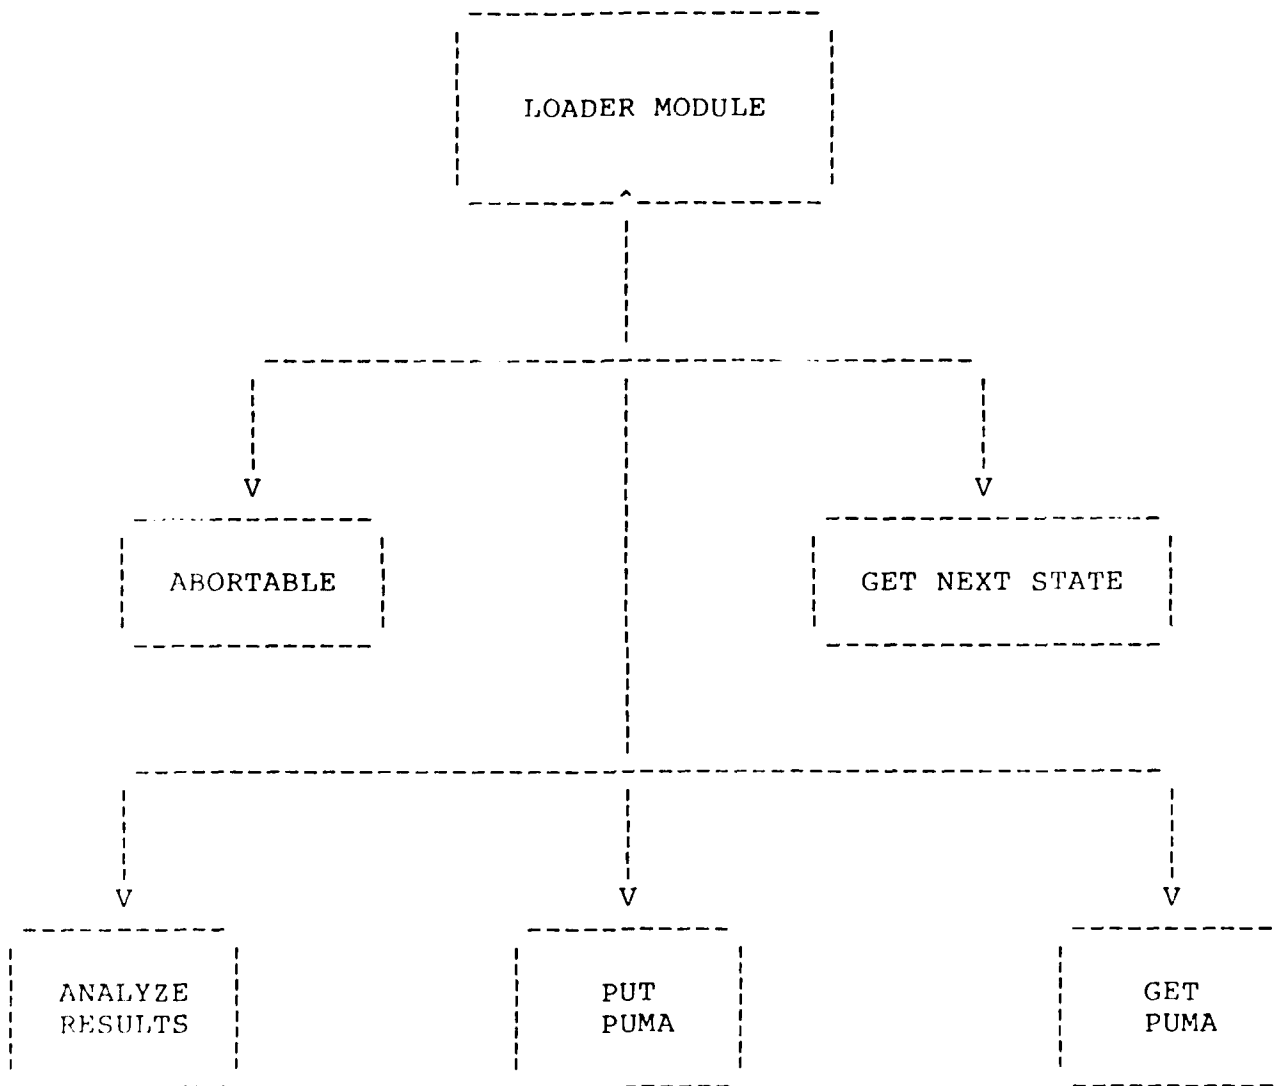 LOADER MODULE
ABORTABLE
GET NEXT STATE
ANALYZE
RESULTS
PUT
PUMA
GET
PUMA